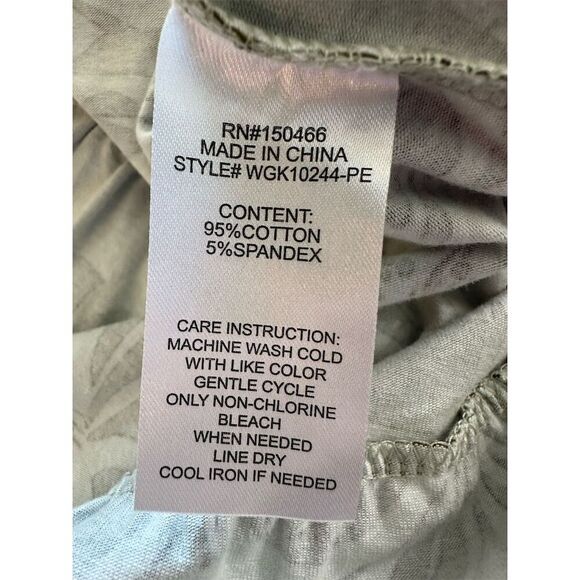 RN#150466
MADE IN CHINA
STYLE# WGK10244-PE
CONTENT:
95%COTTON
5%SPANDEX
CARE INSTRUCTION:
MACHINE WASH COLD
WITH LIKE COLOR
GENTLE CYCLE
ONLY NON-CHLORINE
BLEACH
WHEN NEEDED
LINE DRY
COOL IRON IF NEEDED